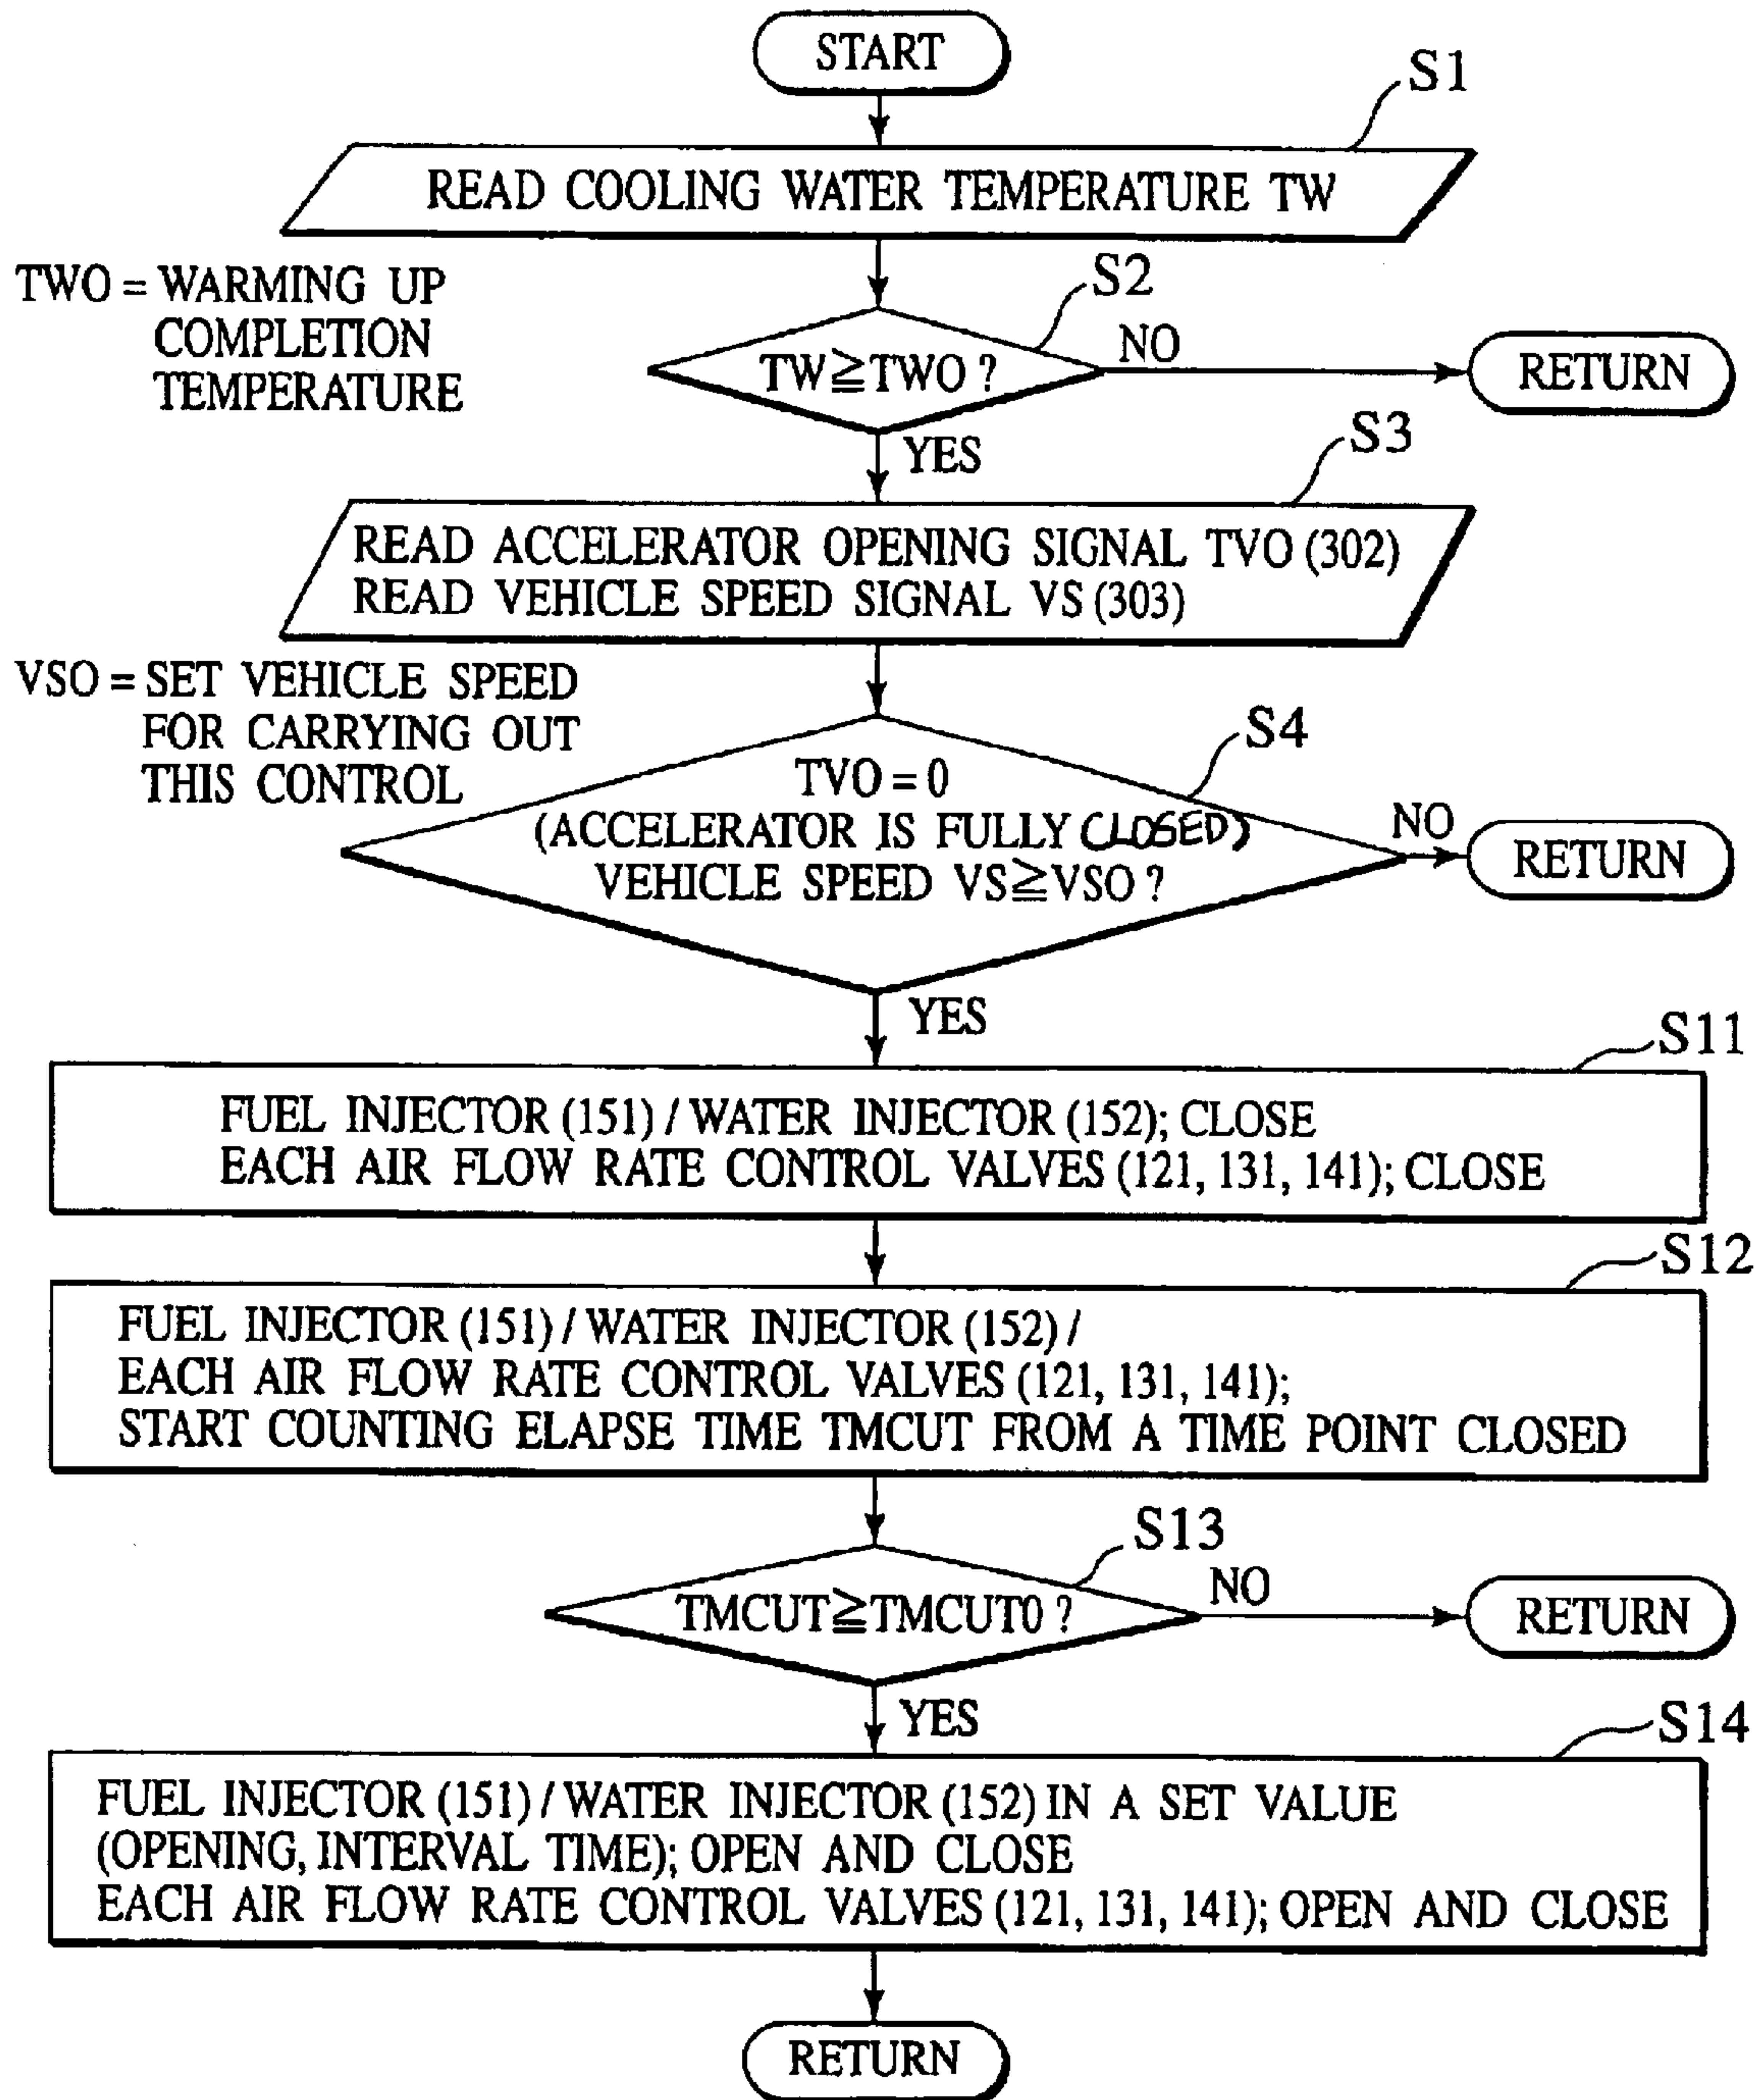 START
S1
READ COOLING WATER TEMPERATURE TW
TWO = WARMING UP
COMPLETION
TEMPERATURE
S2
TW≧TWO ?
NO
RETURN
YES
S3
READ ACCELERATOR OPENING SIGNAL TVO (302)
READ VEHICLE SPEED SIGNAL VS (303)
VSO = SET VEHICLE SPEED
FOR CARRYING OUT
THIS CONTROL
S4
TVO = 0
(ACCELERATOR IS FULLY CLOSED)
VEHICLE SPEED VS≧VSO ?
NO
RETURN
YES
S11
FUEL INJECTOR (151) / WATER INJECTOR (152); CLOSE
EACH AIR FLOW RATE CONTROL VALVES (121, 131, 141); CLOSE
S12
FUEL INJECTOR (151) / WATER INJECTOR (152) /
EACH AIR FLOW RATE CONTROL VALVES (121, 131, 141);
START COUNTING ELAPSE TIME TMCUT FROM A TIME POINT CLOSED
S13
TMCUT≧TMCUT0 ?
NO
RETURN
YES
S14
FUEL INJECTOR (151) / WATER INJECTOR (152) IN A SET VALUE
(OPENING, INTERVAL TIME); OPEN AND CLOSE
EACH AIR FLOW RATE CONTROL VALVES (121, 131, 141); OPEN AND CLOSE
RETURN